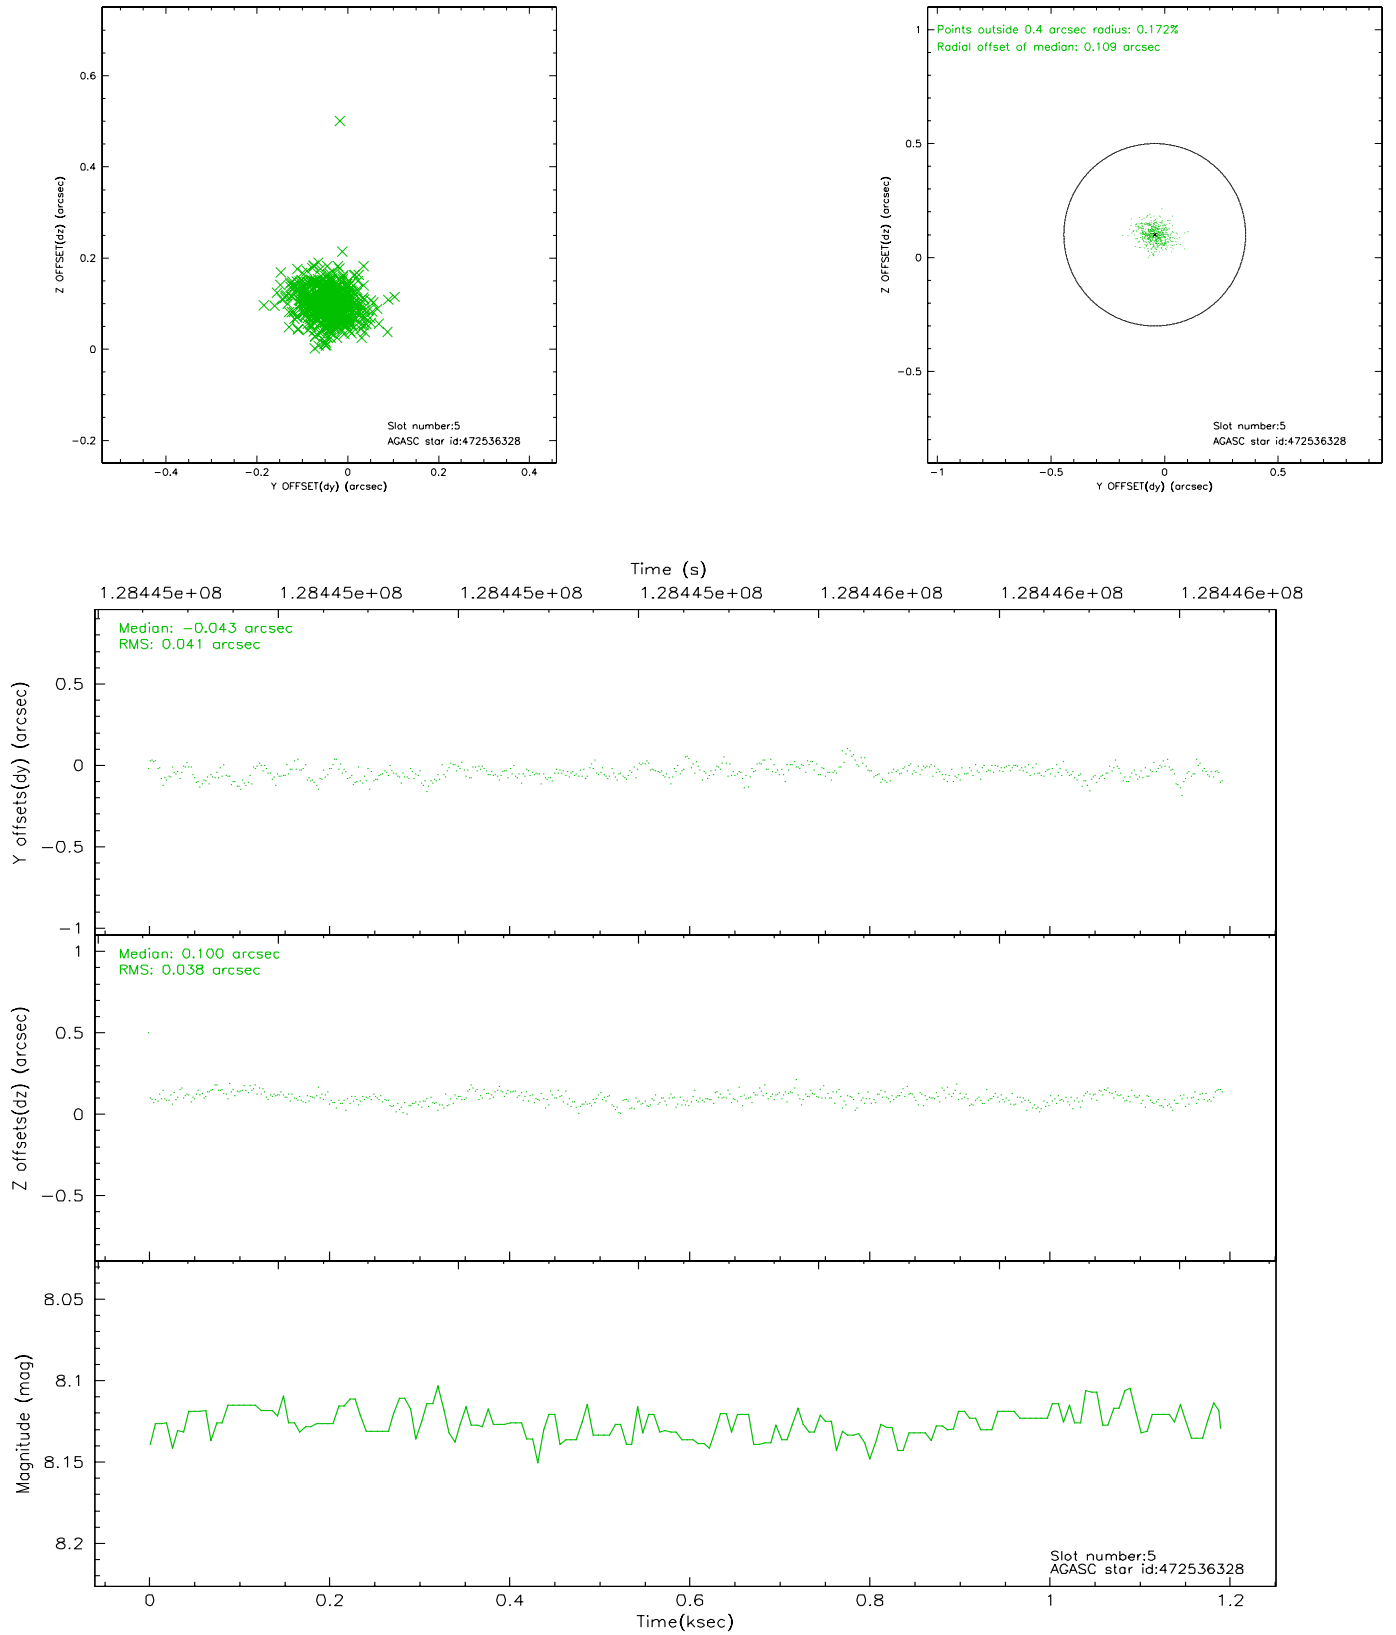 0.6
0.4
0.2
0
−0.2
−0.4
−0.2
0
0.2
0.4
Z OFFSET(dz) (arcsec)
Y OFFSET(dy) (arcsec)
Slot number:5
AGASC star id:472536328
Points outside 0.4 arcsec radius: 0.172%
Radial offset of median: 0.109 arcsec
1
0.5
0
−0.5
−1
−0.5
0
0.5
Z OFFSET(dz) (arcsec)
Y OFFSET(dy) (arcsec)
Slot number:5
AGASC star id:472536328
Time (s)
1.28445e+08 1.28445e+08 1.28445e+08 1.28445e+08 1.28446e+08 1.28446e+08 1.28446e+08
Median: −0.043 arcsec
RMS: 0.041 arcsec
0.5
0
−0.5
−1
Y offsets(dy) (arcsec)
Median: 0.100 arcsec
RMS: 0.038 arcsec
1
0.5
0
−0.5
Z offsets(dz) (arcsec)
8.05
8.1
8.15
8.2
Magnitude (mag)
Slot number:5
AGASC star id:472536328
0 0.2 0.4 0.6 0.8 1 1.2
Time(ksec)